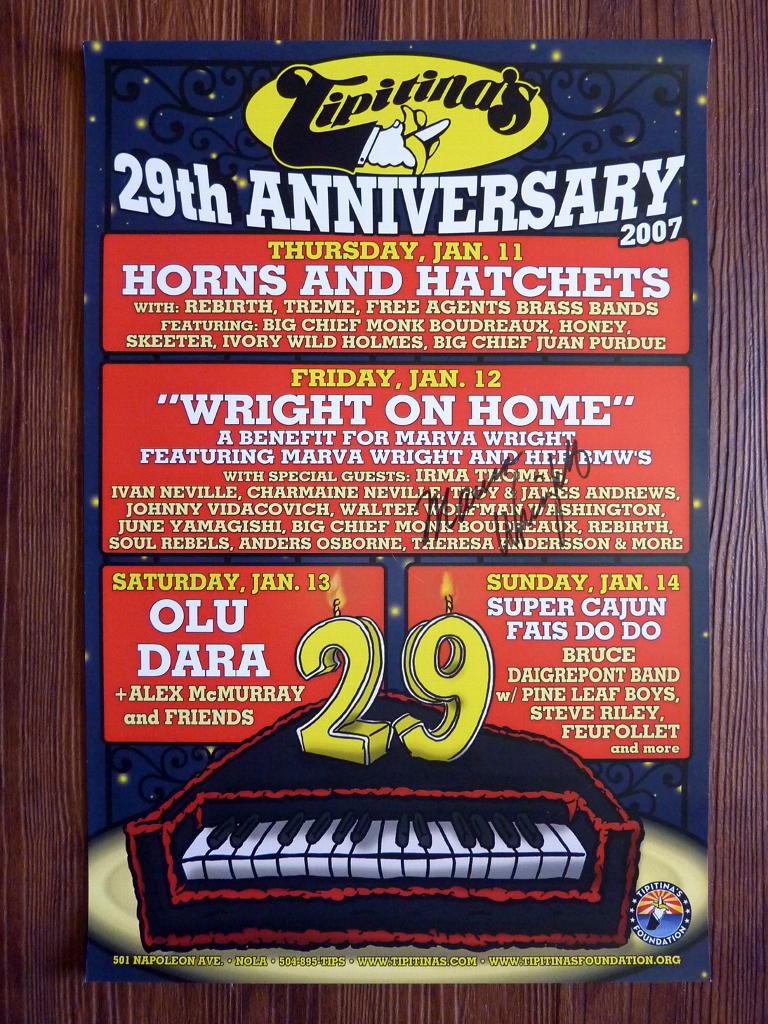 Tipitina's
29th ANNIVERSARY
2007
THURSDAY, JAN. 11
HORNS AND HATCHETS
WITH: REBIRTH, TREME, FREE AGENTS BRASS BANDS
FEATURING: BIG CHIEF MONK BOUDREAUX, HONEY,
SKEETER, IVORY WILD HOLMES, BIG CHIEF JUAN PURDUE
FRIDAY, JAN. 12
"WRIGHT ON HOME"
A BENEFIT FOR MARVA WRIGHT
FEATURING MARVA WRIGHT AND HER BMW'S
WITH SPECIAL GUESTS: IRMA THOMAS,
IVAN NEVILLE, CHARMAINE NEVILLE, TROY & JAMES ANDREWS,
JOHNNY VIDACOVICH, WALTER WOLFMAN WASHINGTON,
JUNE YAMAGISHI, BIG CHIEF MONK BOUDREAUX, REBIRTH,
SOUL REBELS, ANDERS OSBORNE, THERESA ANDERSSON & MORE
Marva Wright
SATURDAY, JAN. 13
OLU
DARA
+ALEX McMURRAY
and FRIENDS
SUNDAY, JAN. 14
SUPER CAJUN
FAIS DO DO
BRUCE
DAIGREPONT BAND
w/ PINE LEAF BOYS,
STEVE RILEY,
FEUFOLLET
and more
29
TIPITINA'S
FOUNDATION
501 NAPOLEON AVE. • NOLA • 504-895-TIPS • WWW.TIPITINAS.COM • WWW.TIPITINASFOUNDATION.ORG